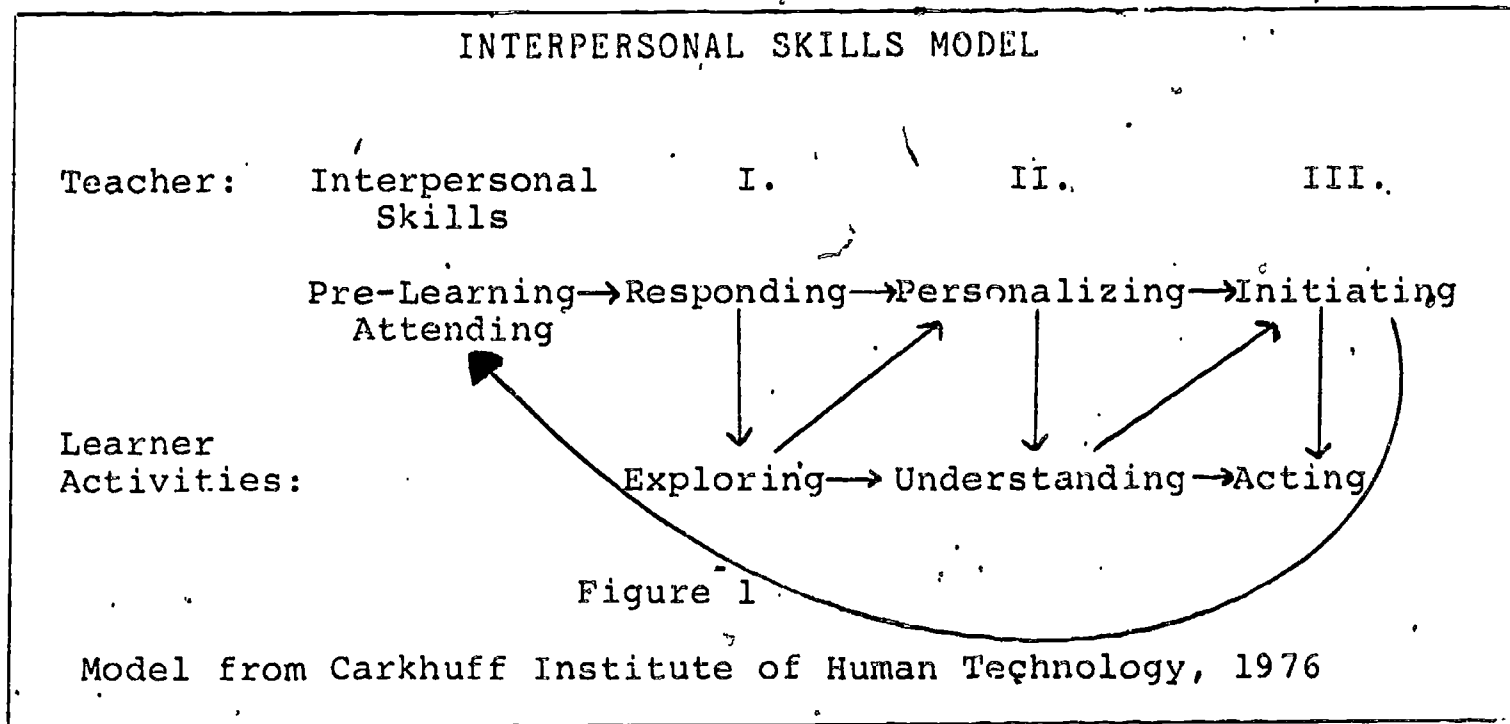 INTERPERSONAL SKILLS MODEL
Teacher: Interpersonal I. II. III.
Skills
Pre-Learning→Responding→Personalizing→Initiating
Attending
Learner
Activities: Exploring→ Understanding→Acting
Figure 1
Model from Carkhuff Institute of Human Technology, 1976